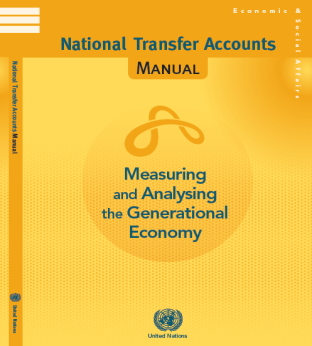 Economic & Social Affairs
National Transfer Accounts
MANUAL
Measuring
and Analysing
the Generational
Economy
United Nations
National Transfer Accounts Manual
United Nations